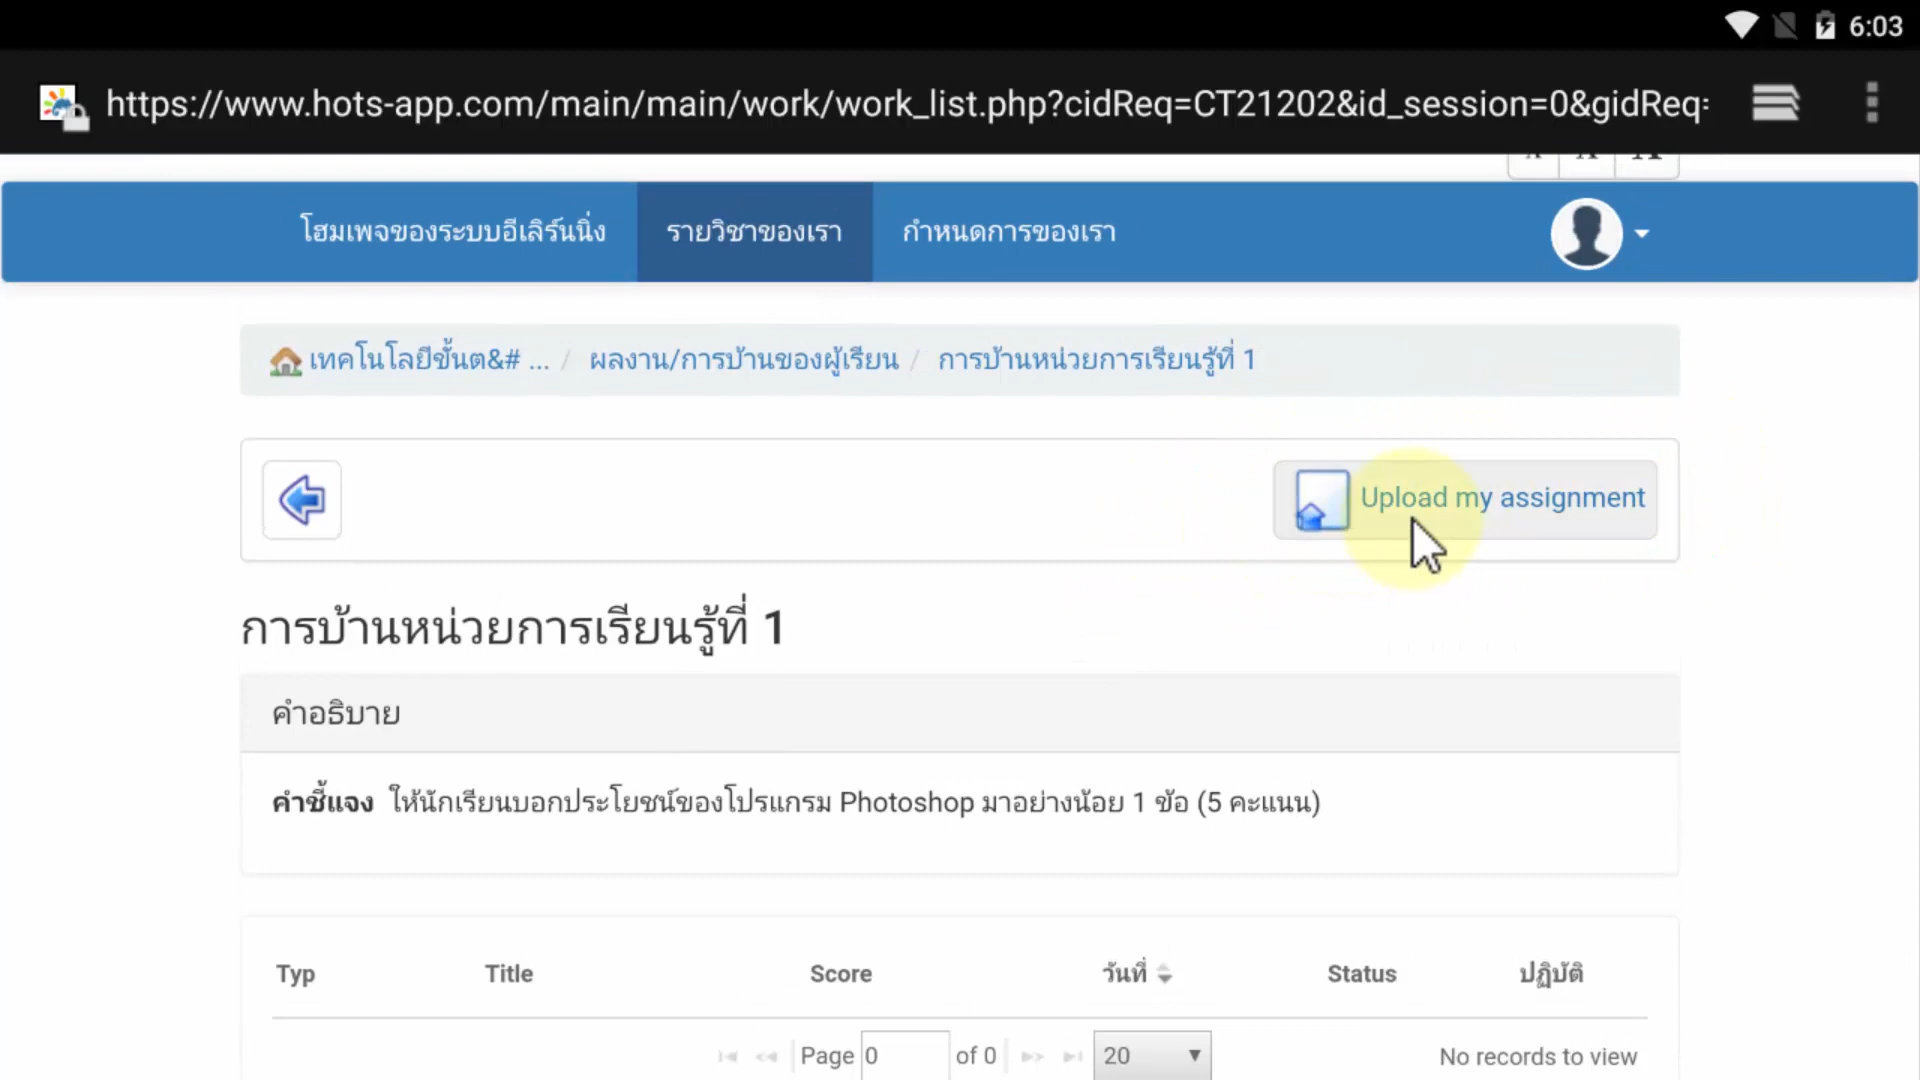 6:03
https://www.hots-app.com/main/main/work/work_list.php?cidReq=CT21202&id_session=0&gidReq=
โฮมเพจของระบบอีเลิร์นนิ่ง รายวิชาของเรา กำหนดการของเรา
เทคโนโลยีขั้นต&# ... / ผลงาน/การบ้านของผู้เรียน / การบ้านหน่วยการเรียนรู้ที่ 1
Upload my assignment
การบ้านหน่วยการเรียนรู้ที่ 1
คำอธิบาย
คำชี้แจง ให้นักเรียนบอกประโยชน์ของโปรแกรม Photoshop มาอย่างน้อย 1 ข้อ (5 คะแนน)
Typ Title Score วันที่ Status ปฏิบัติ
Page 0 of 0 20 No records to view